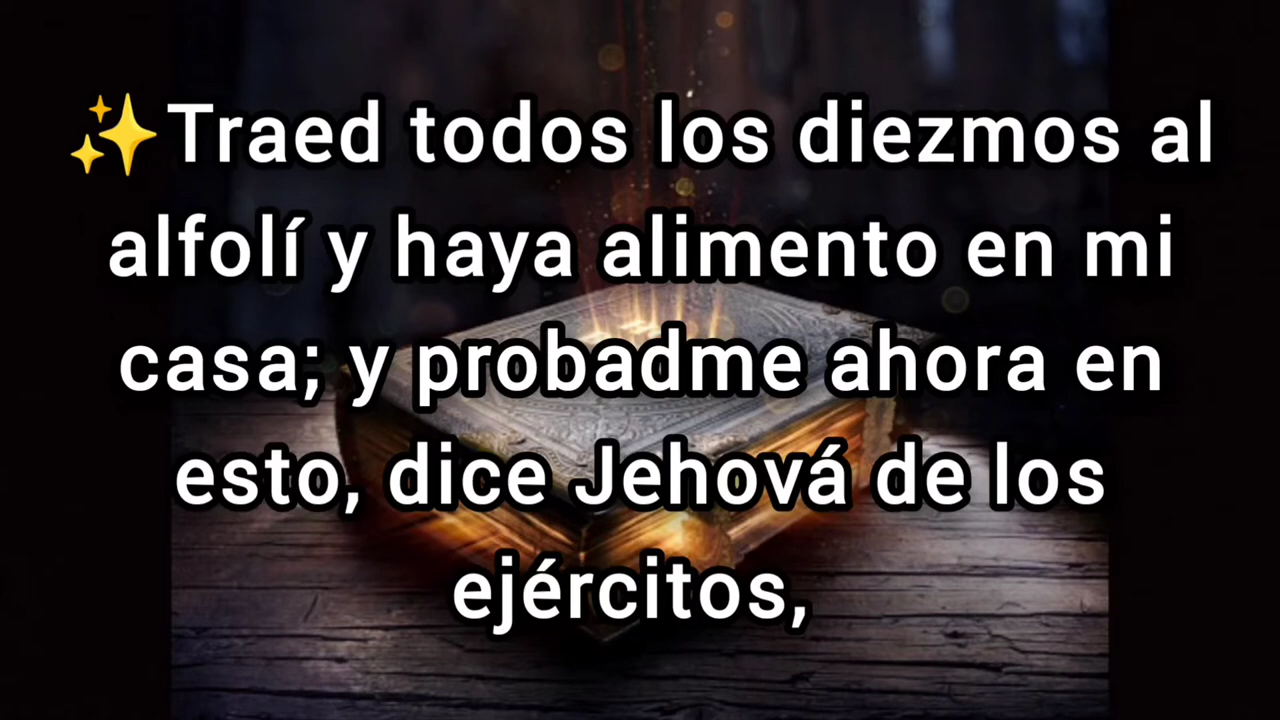 ✨Traed todos los diezmos al
alfolí y haya alimento en mi
casa; y probadme ahora en
esto, dice Jehová de los
ejércitos,